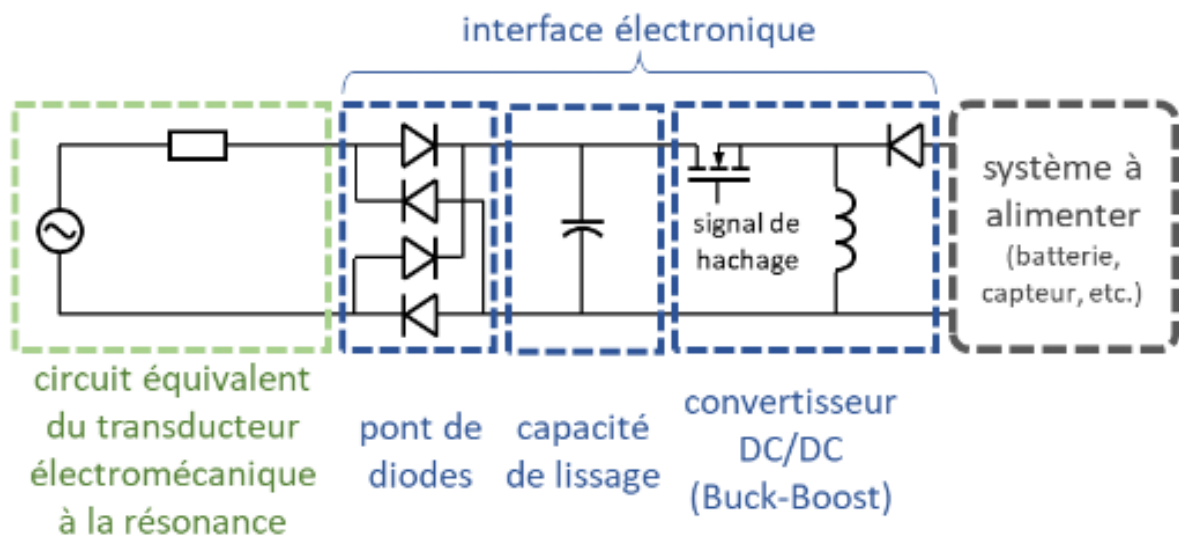 interface électronique
signal de
hachage
système à
alimenter
(batterie,
capteur, etc.)
circuit équivalent
du transducteur
électromécanique
à la résonance
pont de
diodes
capacité
de lissage
convertisseur
DC/DC
(Buck-Boost)